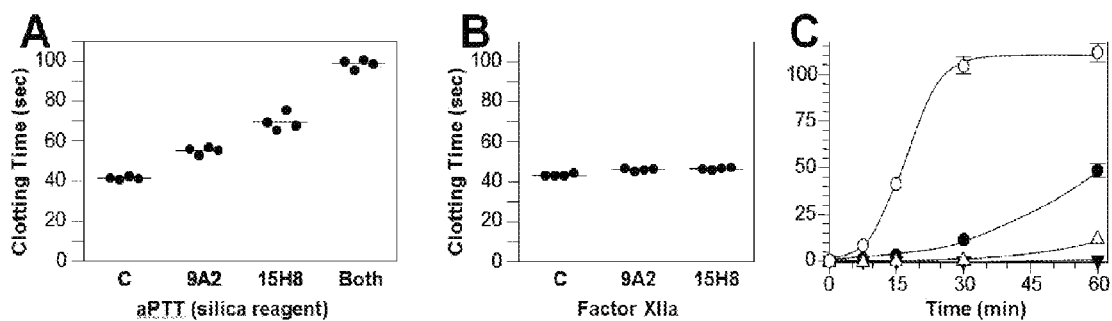 A
Clotting Time (sec)
100
80
60
40
20
0
C 9A2 15H8 Both
aPTT (silica reagent)
B
Clotting Time (sec)
100
80
60
40
20
0
C 9A2 15H8
Factor XIIa
C
100
75
50
25
0
0 15 30 45 60
Time (min)